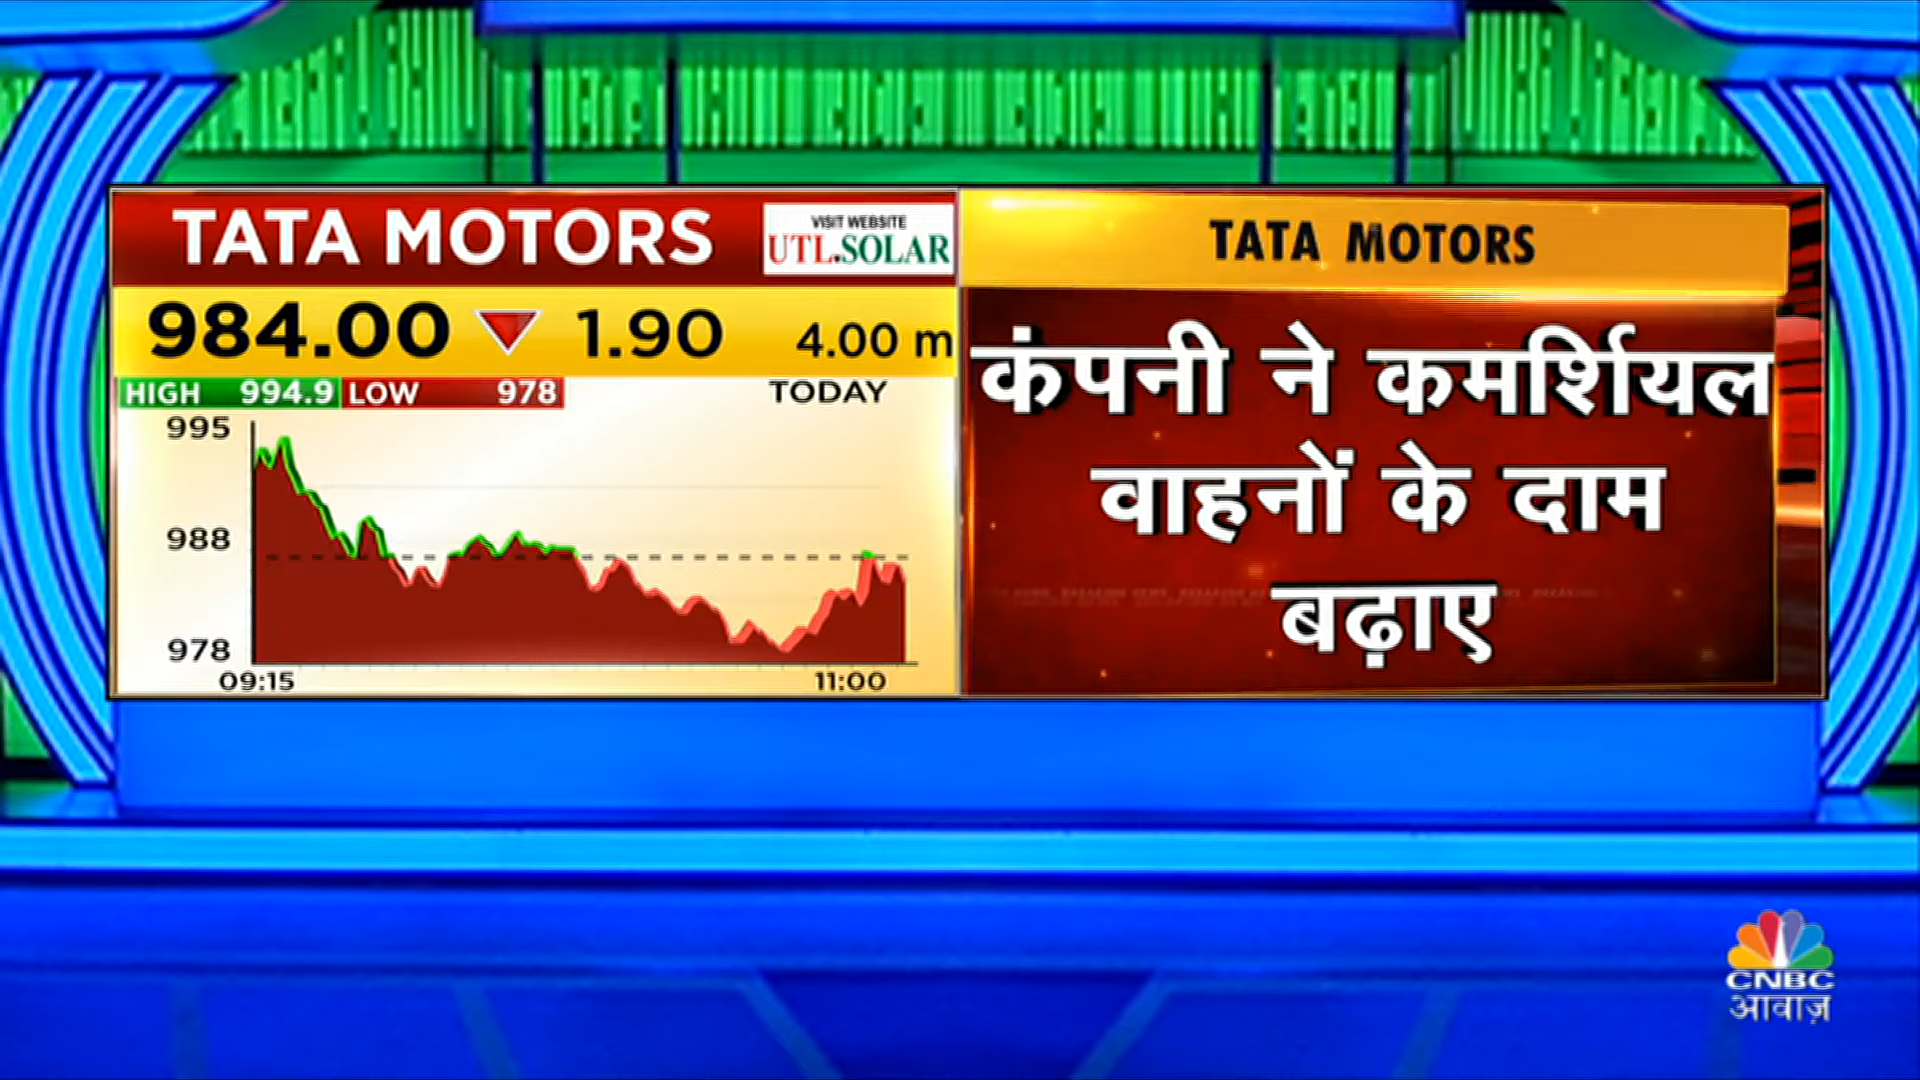 TATA MOTORS
VISIT WEBSITE
UTL.SOLAR
984.00 ▼ 1.90 4.00 m
HIGH 994.9 LOW 978
TODAY
995
988
978
09:15 11:00
TATA MOTORS
कंपनी ने कमर्शियल
वाहनों के दाम
बढ़ाए
CNBC
आवाज़